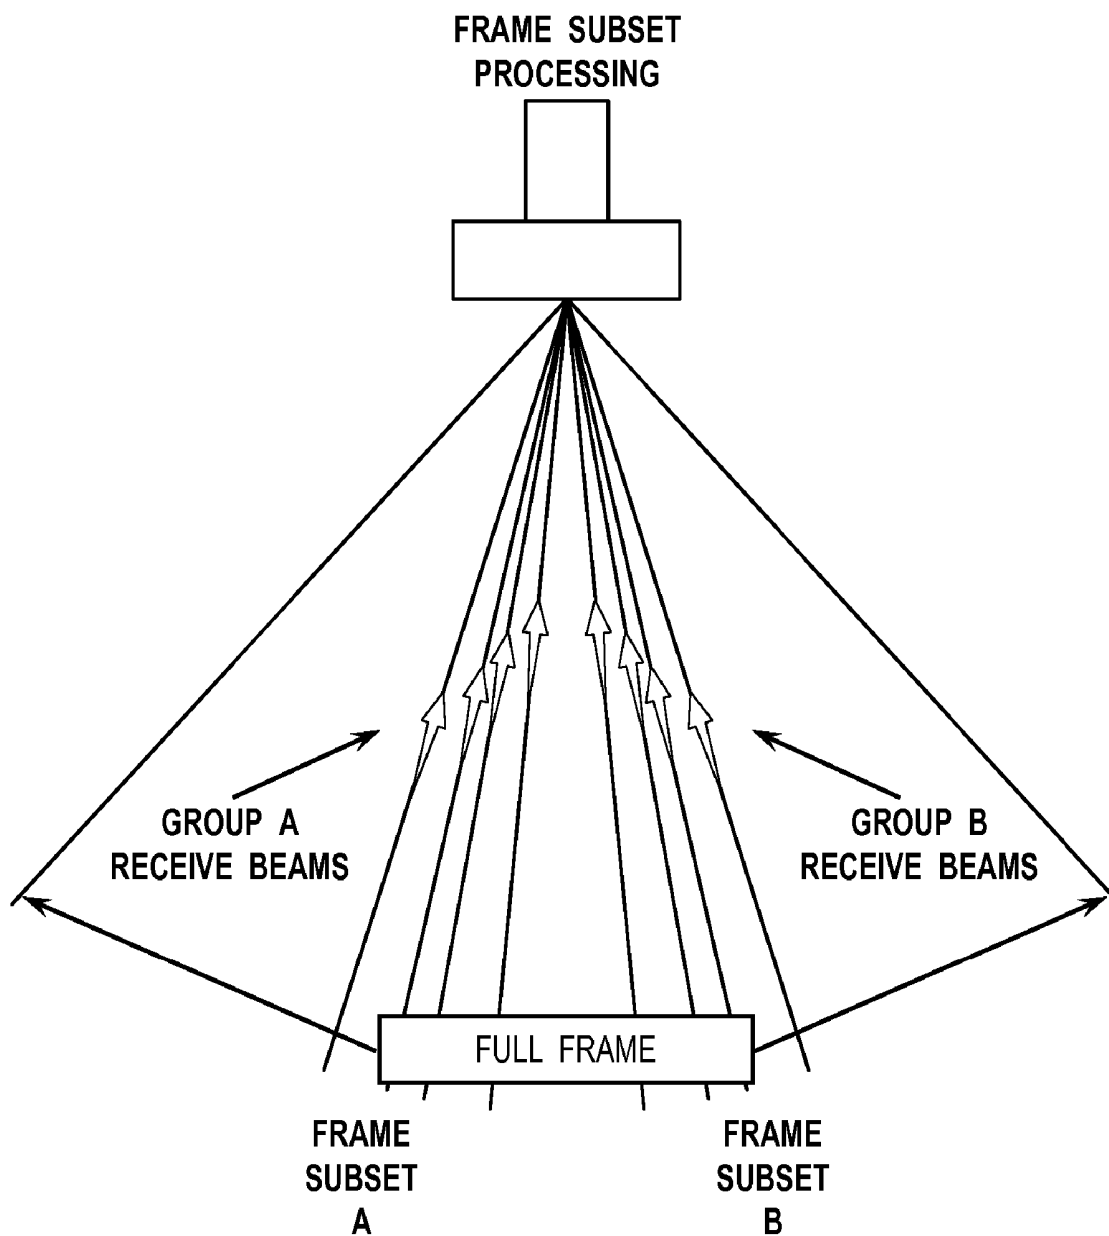 FRAME SUBSET
PROCESSING
GROUP A
RECEIVE BEAMS
GROUP B
RECEIVE BEAMS
FULL FRAME
FRAME
SUBSET
A
FRAME
SUBSET
B